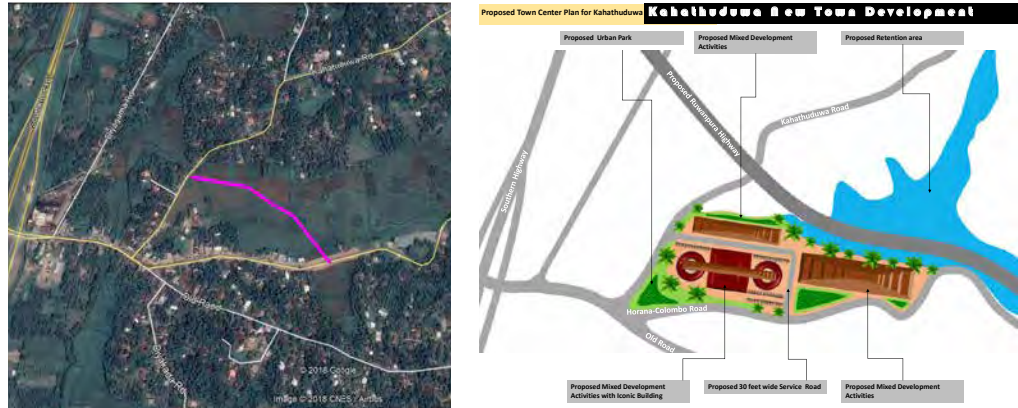 Kahathuduwa Rd
Old Road
© 2018 Google
Image © 2018 CNES / Airbus
Proposed Town Center Plan for Kahathuduwa
Kahathuduwa New Town Development
Proposed Urban Park
Proposed Mixed Development
Activities
Proposed Retention area
Proposed Ruwanpura Highway
Kahathuduwa Road
Southern Highway
Horana-Colombo Road
Old Road
Proposed Mixed Development
Activities with Iconic Building
Proposed 30 feet wide Service Road
Proposed Mixed Development
Activities